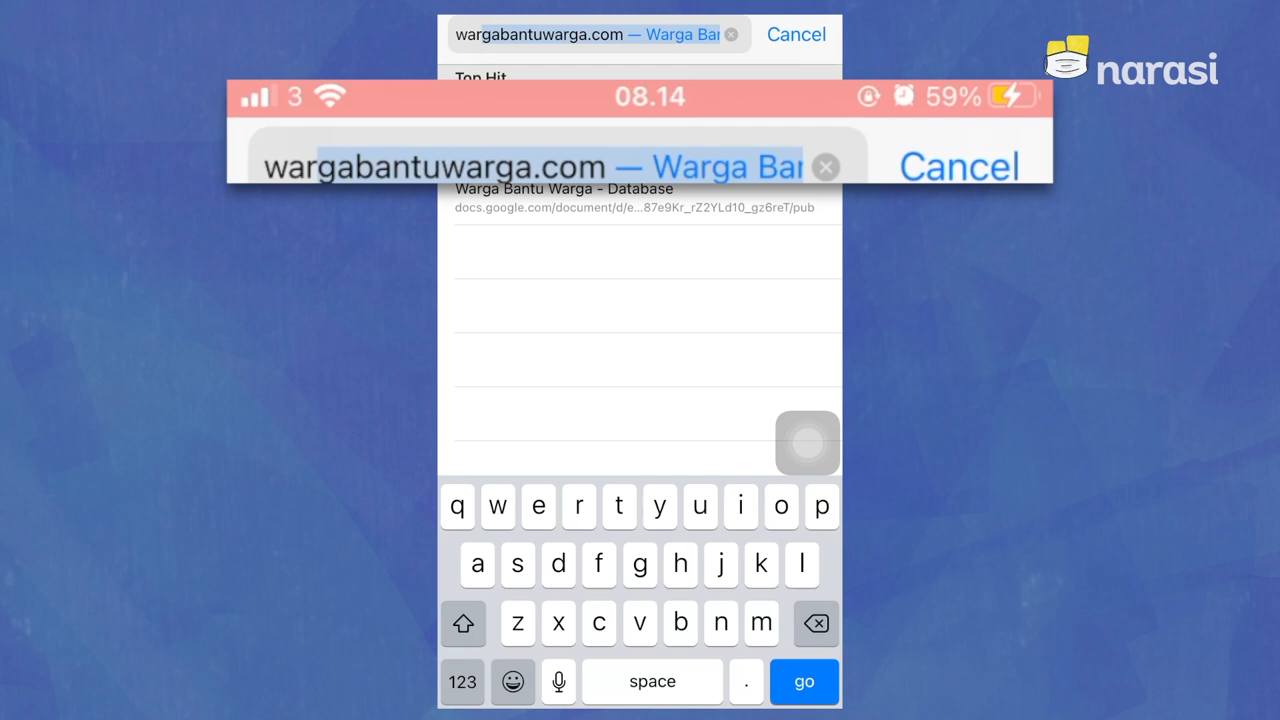 wargabantuwarga.com — Warga Bar
Cancel
narasi
Top Hit
3
08.14
59%
wargabantuwarga.com — Warga Bar
Cancel
Warga Bantu Warga - Database
docs.google.com/document/d/e...87e9Kr_rZ2YLd10_gz6reT/pub
q w e r t y u i o p
a s d f g h j k l
z x c v b n m
123 space . go